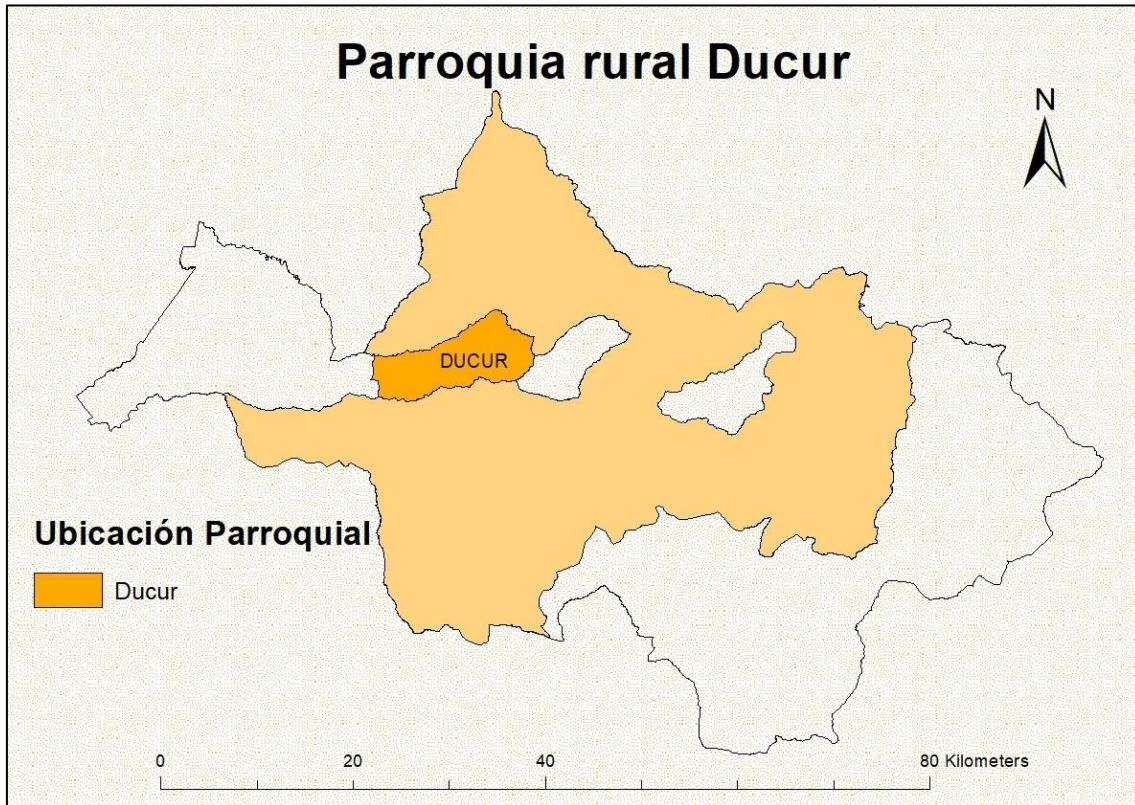 Parroquia rural Ducur
N
DUCUR
Ubicación Parroquial
Ducur
0 20 40 80 Kilometers